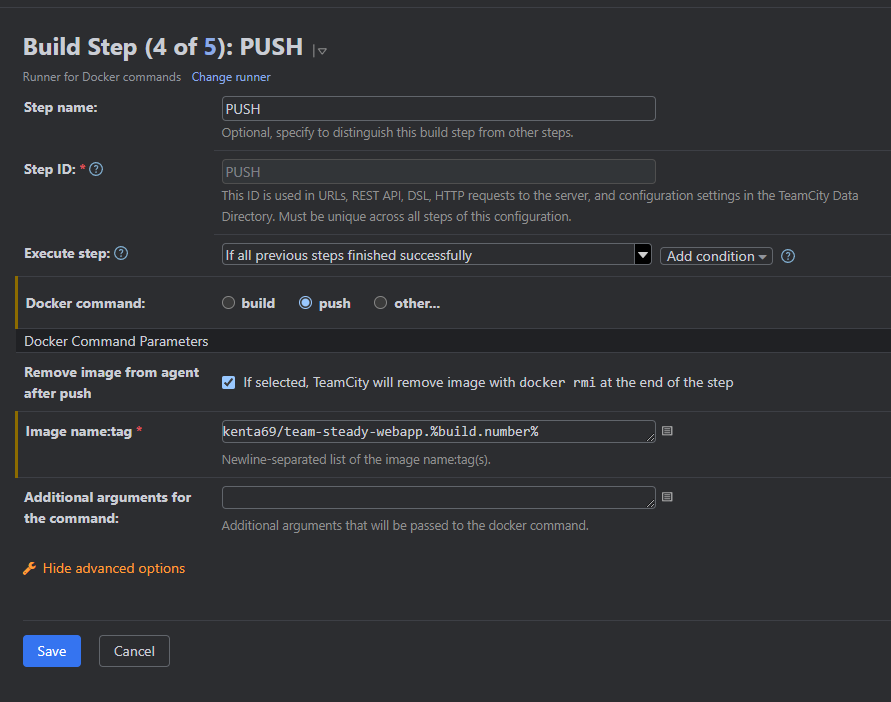 Build Step (4 of 5): PUSH
Runner for Docker commands Change runner
Step name:
PUSH
Optional, specify to distinguish this build step from other steps.
Step ID: *
PUSH
This ID is used in URLs, REST API, DSL, HTTP requests to the server, and configuration settings in the TeamCity Data
Directory. Must be unique across all steps of this configuration.
Execute step:
If all previous steps finished successfully
Add condition
Docker command:
build push other...
Docker Command Parameters
Remove image from agent
after push
If selected, TeamCity will remove image with docker rmi at the end of the step
Image name:tag *
kenta69/team-steady-webapp.%build.number%
Newline-separated list of the image name:tag(s).
Additional arguments for
the command:
Additional arguments that will be passed to the docker command.
Hide advanced options
Save Cancel